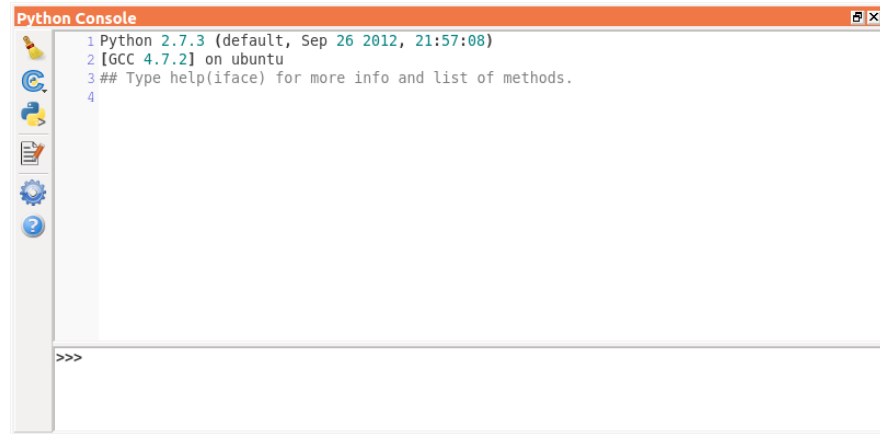 Python Console
1 Python 2.7.3 (default, Sep 26 2012, 21:57:08)
2 [GCC 4.7.2] on ubuntu
3 ## Type help(iface) for more info and list of methods.
4
>>>